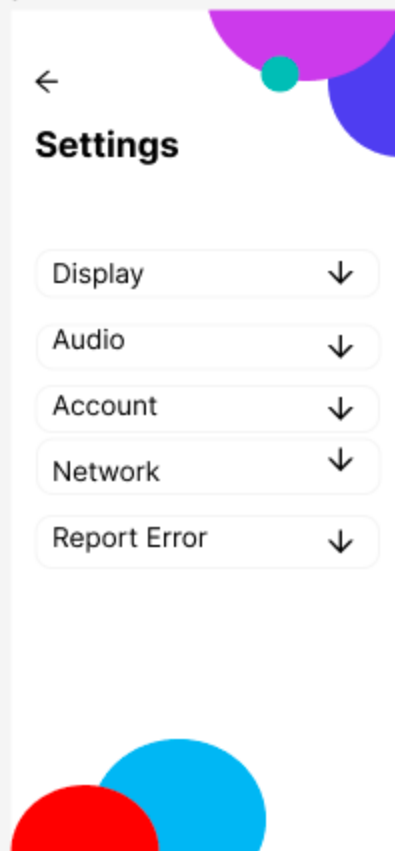 Settings
Display
Audio
Account
Network
Report Error